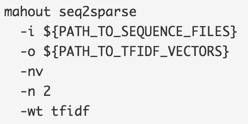 mahout seq2sparse
-i ${PATH_TO_SEQUENCE_FILES}
-o ${PATH_TO_TFIDF_VECTORS}
-nv
-n 2
-wt tfidf